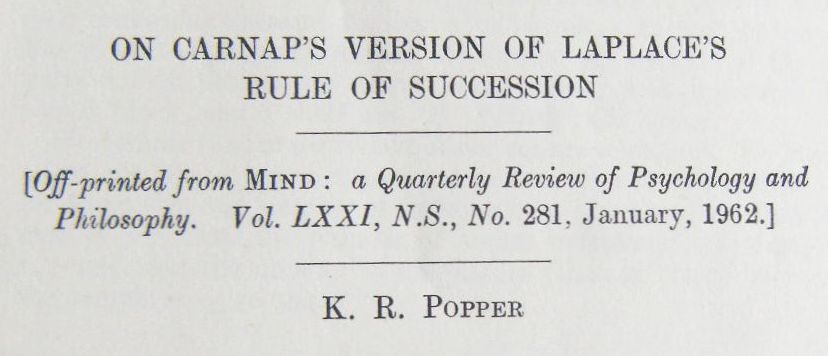 ON CARNAP'S VERSION OF LAPLACE'S
RULE OF SUCCESSION
[Off-printed from MIND: a Quarterly Review of Psychology and
Philosophy. Vol. LXXI, N.S., No. 281, January, 1962.]
K. R. POPPER